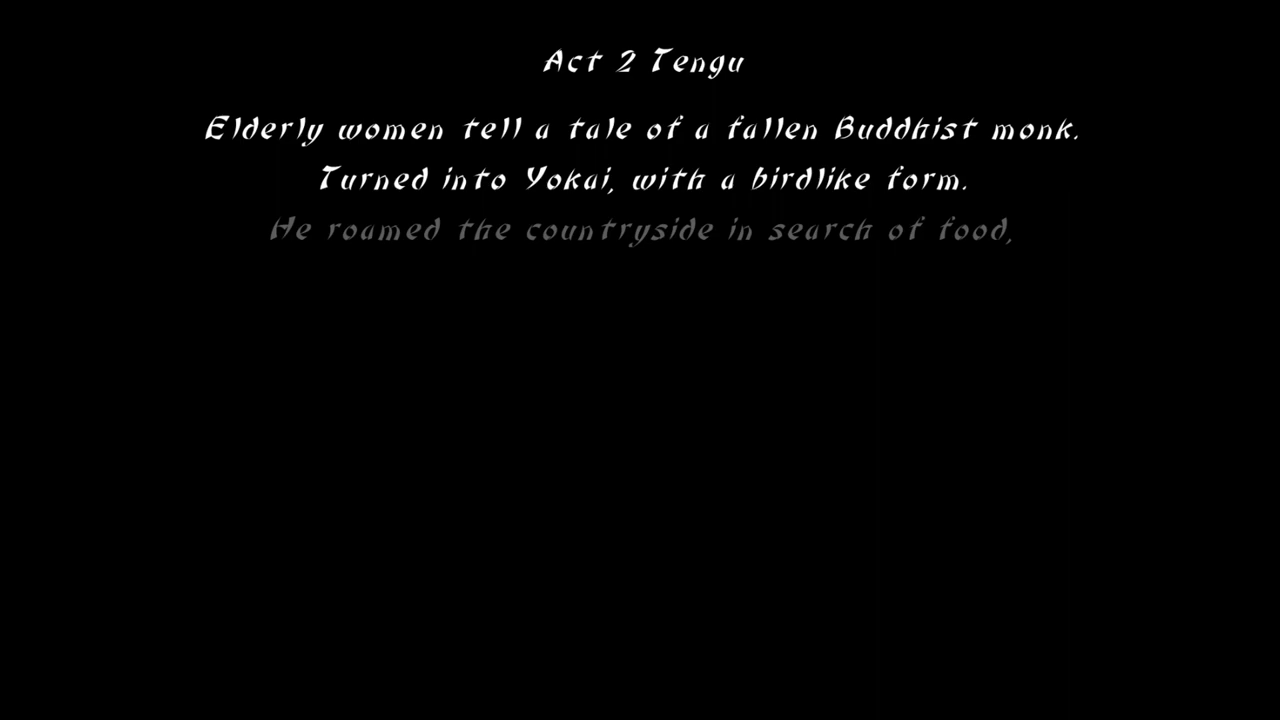 Act 2 Tengu
Elderly women tell a tale of a fallen Buddhist monk.
Turned into Yokai, with a birdlike form.
He roamed the countryside in search of food,